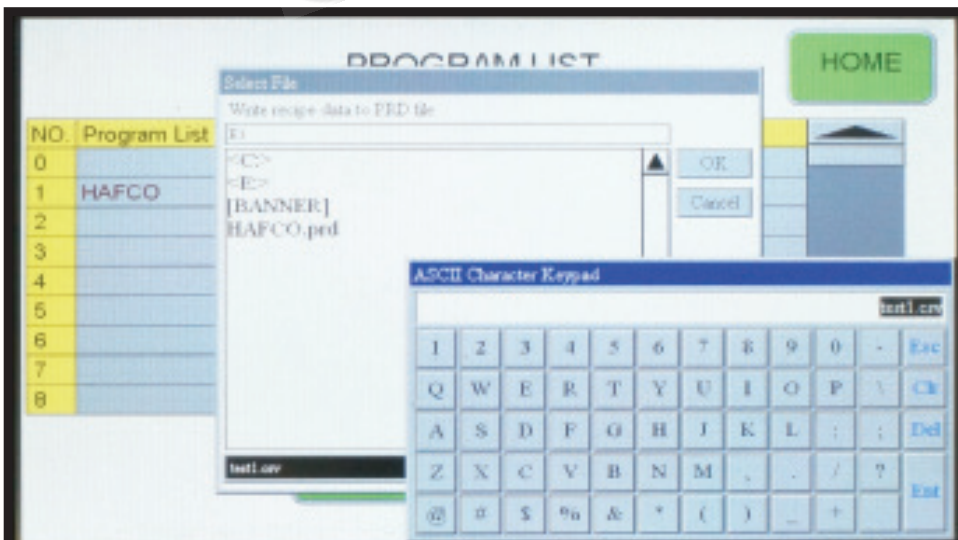 PROGRAM LIST
HOME
Select File
Write recipe data to PRD file
NO. Program List
E:\
0
<C:>
OK
<E:>
1 HAFCO
[BANNER]
Cancel
2
HAFCO.prd
3
4
ASCII Character Keypad
5
test1.csv
6
1 2 3 4 5 6 7 8 9 0 - Esc
7
Q W E R T Y U I O P \ Clr
8
A S D F G H J K L : ; Del
test1.csv
Z X C V B N M , . / ? Ent
@ # $ % & * ( ) _ +